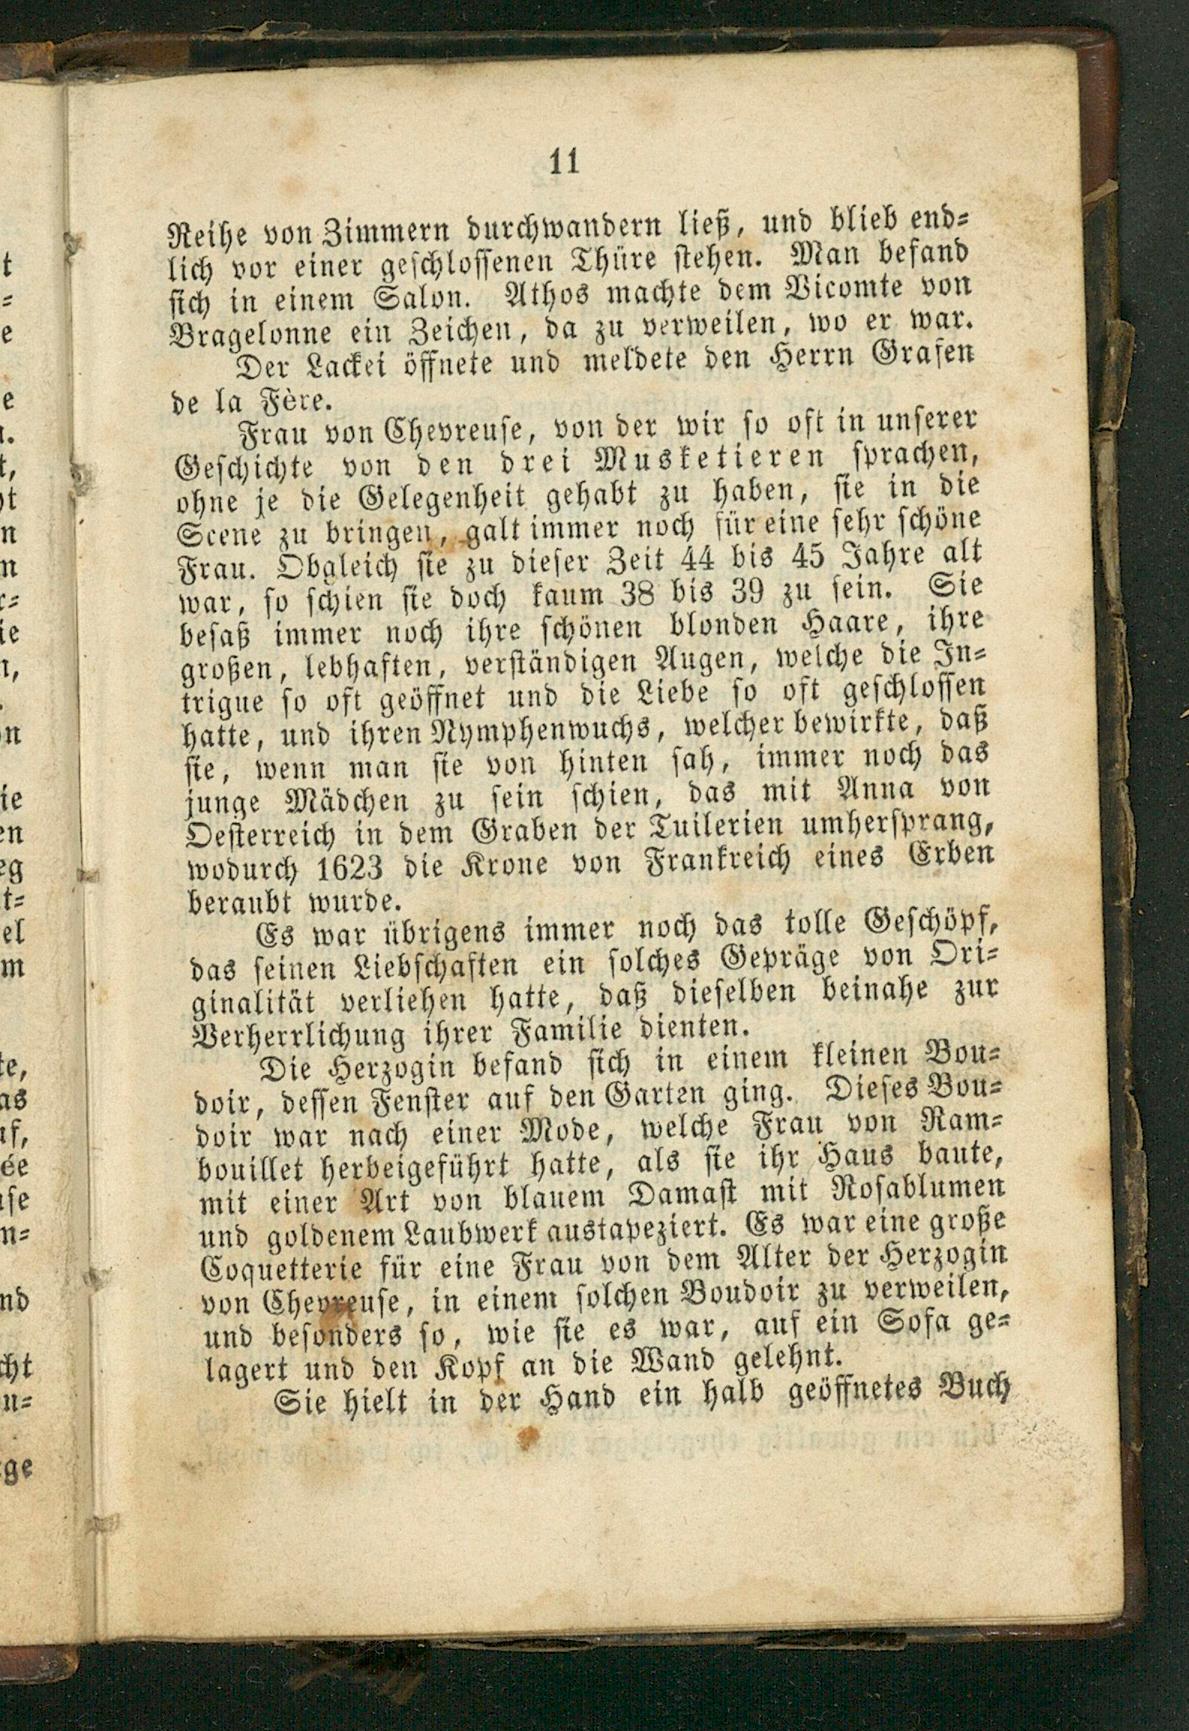 11
Reihe von Zimmern durchwandern ließ, und blieb end-
lich vor einer geschlossenen Thüre stehen. Man befand
sich in einem Salon. Athos machte dem Vicomte von
Bragelonne ein Zeichen, da zu verweilen, wo er war.
Der Lackei öffnete und meldete den Herrn Grafen
de la Fère.
Frau von Chevreuse, von der wir so oft in unserer
Geschichte von den drei Musketieren sprachen,
ohne je die Gelegenheit gehabt zu haben, sie in die
Scene zu bringen, galt immer noch für eine sehr schöne
Frau. Obgleich sie zu dieser Zeit 44 bis 45 Jahre alt
war, so schien sie doch kaum 38 bis 39 zu sein. Sie
besaß immer noch ihre schönen blonden Haare, ihre
großen, lebhaften, verständigen Augen, welche die In-
trigue so oft geöffnet und die Liebe so oft geschlossen
hatte, und ihren Nymphenwuchs, welcher bewirkte, daß
sie, wenn man sie von hinten sah, immer noch das
junge Mädchen zu sein schien, das mit Anna von
Oesterreich in dem Graben der Tuilerien umhersprang,
wodurch 1623 die Krone von Frankreich eines Erben
beraubt wurde.
Es war übrigens immer noch das tolle Geschöpf,
das seinen Liebschaften ein solches Gepräge von Ori-
ginalität verliehen hatte, daß dieselben beinahe zur
Verherrlichung ihrer Familie dienten.
Die Herzogin befand sich in einem kleinen Bou-
doir, dessen Fenster auf den Garten ging. Dieses Bou-
doir war nach einer Mode, welche Frau von Ram-
bouillet herbeigeführt hatte, als sie ihr Haus baute,
mit einer Art von blauem Damast mit Rosablumen
und goldenem Laubwerk austapeziert. Es war eine große
Coquetterie für eine Frau von dem Alter der Herzogin
von Chevreuse, in einem solchen Boudoir zu verweilen,
und besonders so, wie sie es war, auf ein Sofa ge-
lagert und den Kopf an die Wand gelehnt.
Sie hielt in der Hand ein halb geöffnetes Buch